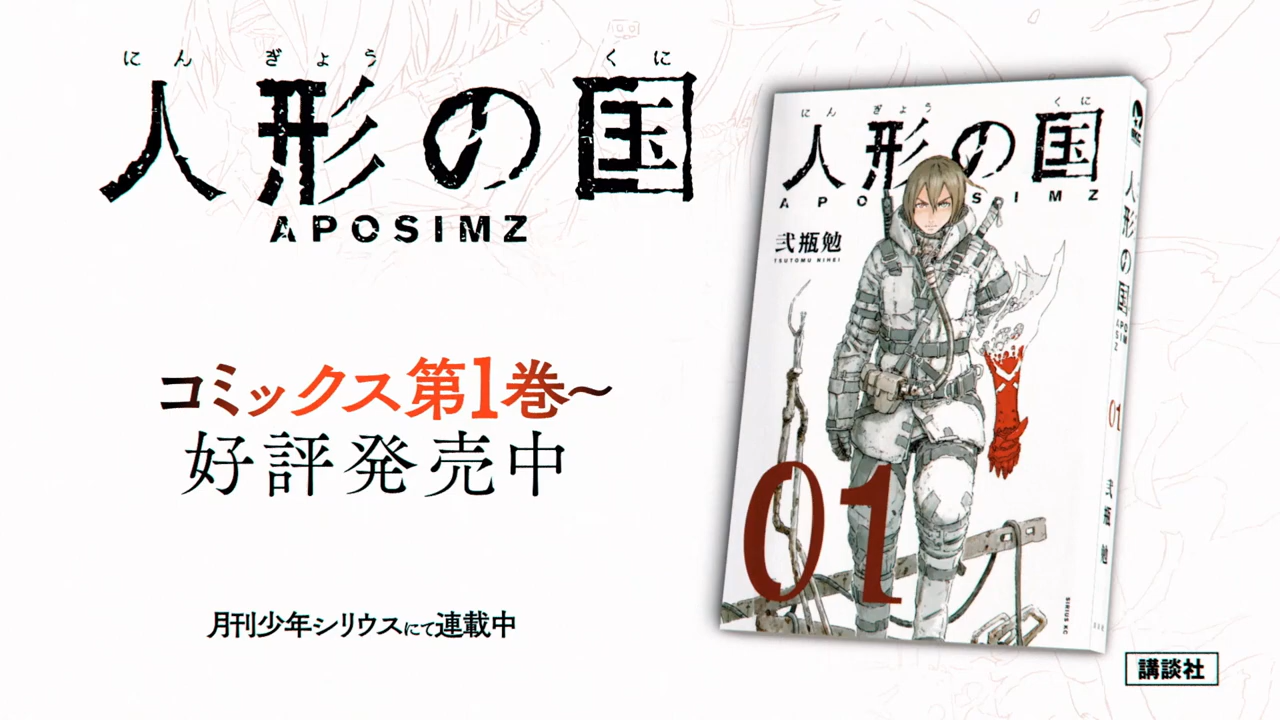 にんぎょう くに
人形の国
APOSIMZ
コミックス第1巻〜
好評発売中
月刊少年シリウスにて連載中
にんぎょう くに
人形の国
APOSIMZ
弐瓶勉
TSUTOMU NIHEI
01
SIRIUS KC
人形の国
APOSIMZ
01
弐瓶勉
講談社